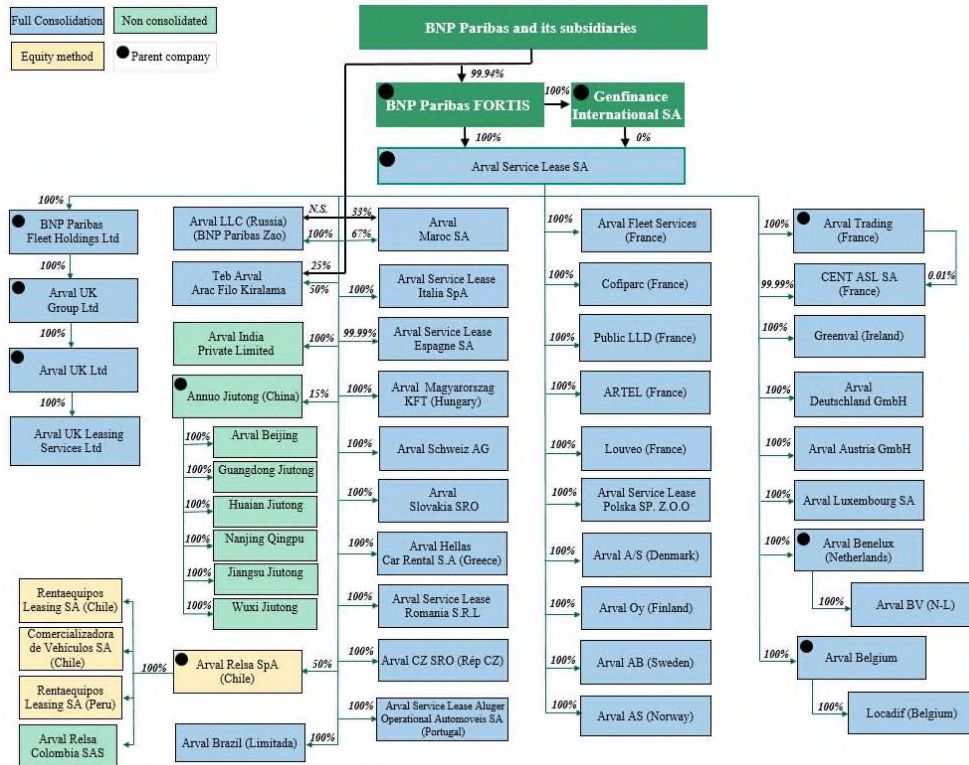 Full Consolidation
Non consolidated
Equity method
Parent company
BNP Paribas and its subsidiaries
99.94%
BNP Paribas FORTIS
100%
Genfinance
International SA
100%
0%
Arval Service Lease SA
100%
BNP Paribas
Fleet Holdings Ltd
100%
Arval UK
Group Ltd
100%
Arval UK Ltd
100%
Arval UK Leasing
Services Ltd
Arval LLC (Russia)
(BNP Paribas Zao)
N.S.
100%
33%
67%
Arval
Maroc SA
Teb Arval
Arac Filo Kiralama
25%
50%
Arval India
Private Limited
100%
Annuo Jiutong (China)
15%
100%
Arval Beijing
100%
Guangdong Jiutong
100%
Huaian Jiutong
100%
Nanjing Qingpu
100%
Jiangsu Jiutong
100%
Wuxi Jiutong
Arval Relsa SpA
(Chile)
50%
100%
Rentaequipos
Leasing SA (Chile)
Comercializadora
de Vehículos SA
(Chile)
Rentaequipos
Leasing SA (Peru)
Arval Relsa
Colombia SAS
Arval Brazil (Limitada)
100%
100%
Arval Service Lease
Italia SpA
99.99%
Arval Service Lease
Espagne SA
100%
Arval Magyarorszag
KFT (Hungary)
100%
Arval Schweiz AG
100%
Arval
Slovakia SRO
100%
Arval Hellas
Car Rental S.A (Greece)
100%
Arval Service Lease
Romania S.R.L
100%
Arval CZ SRO (Rép CZ)
100%
Arval Service Lease Aluger
Operational Automoveis SA
(Portugal)
100%
Arval Fleet Services
(France)
100%
Cofiparc (France)
100%
Public LLD (France)
100%
ARTEL (France)
100%
Louveo (France)
100%
Arval Service Lease
Polska SP. Z.O.O
100%
Arval A/S (Denmark)
100%
Arval Oy (Finland)
100%
Arval AB (Sweden)
100%
Arval AS (Norway)
100%
Arval Trading
(France)
0.01%
99.99%
CENT ASL SA
(France)
100%
Greenval (Ireland)
100%
Arval
Deutschland GmbH
100%
Arval Austria GmbH
100%
Arval Luxembourg SA
100%
Arval Benelux
(Netherlands)
100%
Arval BV (N-L)
100%
Arval Belgium
100%
Locadif (Belgium)